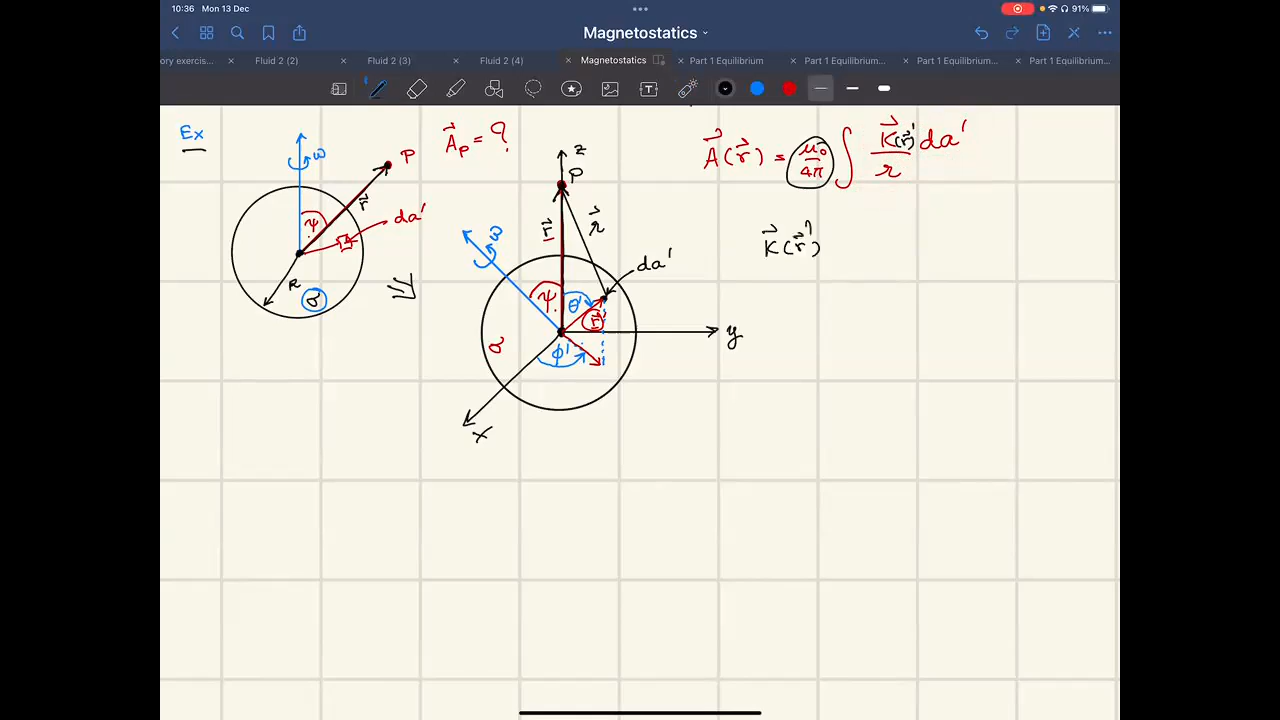 10:36 Mon 13 Dec
91%
Magnetostatics
ory exercis...
Fluid 2 (2)
Fluid 2 (3)
Fluid 2 (4)
Magnetostatics
Part 1 Equilibrium
Part 1 Equilibrium...
Part 1 Equilibrium...
Part 1 Equilibrium...
Ex
ω
P
r⃗
ψ
da'
R
σ
⇒
A⃗p = ?
z
P
r⃗
r⃗
ω
da'
ψ
θ'
r⃗'
σ
φ'
y
x
A⃗(r⃗) = μ₀/4π ∫ K⃗(r⃗')/r da'
K⃗(r⃗')